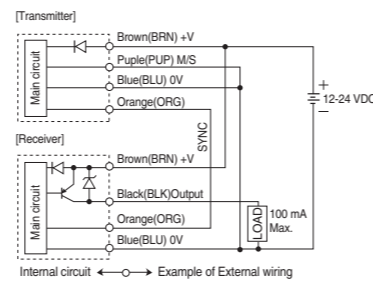 [Transmitter]
Main circuit
Brown(BRN) +V
Puple(PUP) M/S
Blue(BLU) 0V
Orange(ORG)
12-24 VDC
+
−
SYNC
[Receiver]
Main circuit
Brown(BRN) +V
Black(BLK)Output
Orange(ORG)
Blue(BLU) 0V
LOAD
100 mA
Max.
Internal circuit
Example of External wiring